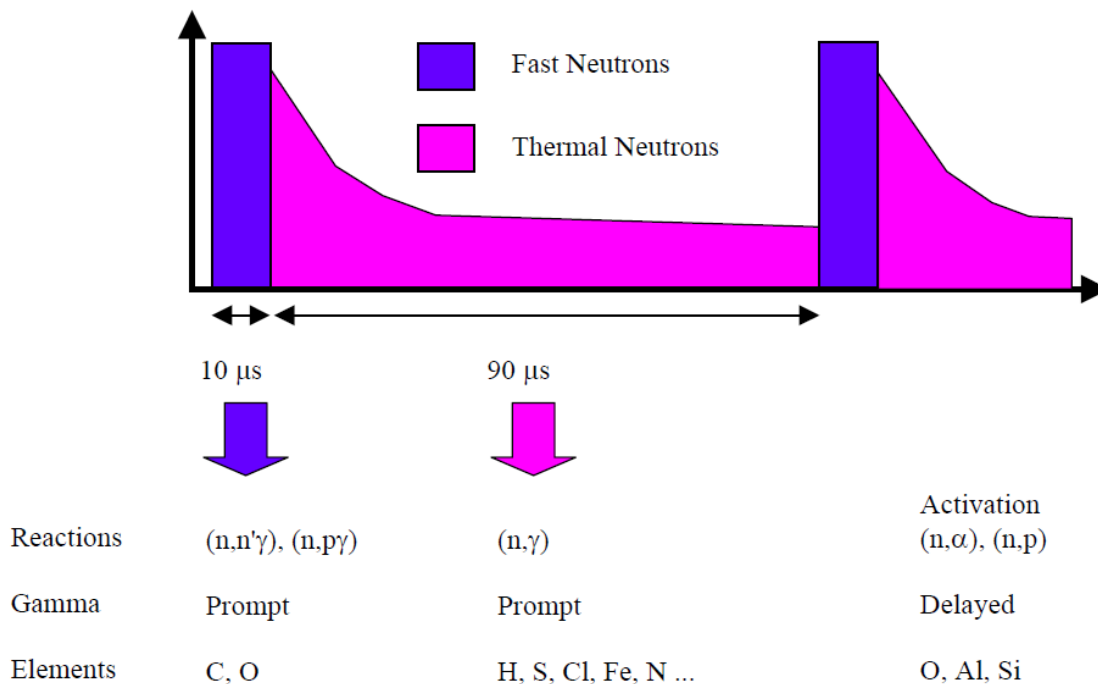 Fast Neutrons
Thermal Neutrons
10 μs
90 μs
Activation
Reactions (n,n'γ), (n,pγ) (n,γ) (n,α), (n,p)
Gamma Prompt Prompt Delayed
Elements C, O H, S, Cl, Fe, N ... O, Al, Si